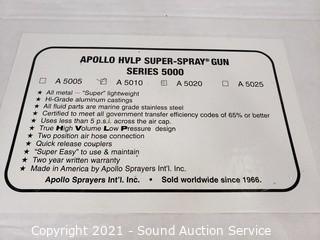 APOLLO HVLP SUPER-SPRAY® GUN
SERIES 5000
A 5005 A 5010 A 5020 A 5025
★ All metal — "Super" lightweight
★ Hi-Grade aluminum castings
★ All fluid parts are marine grade stainless steel
★ Certified to meet all government transfer efficiency codes of 65% or better
★ Uses less than 5 p.s.i. across the air cap.
★ True High Volume Low Pressure design
★ Two position air hose connection
★ Quick release couplers
★ "Super Easy" to use & maintain
★ Two year written warranty
★ Made in America by Apollo Sprayers Int'l. Inc.
Apollo Sprayers Int'l. Inc. • Sold worldwide since 1966.
Copyright 2021 - Sound Auction Service